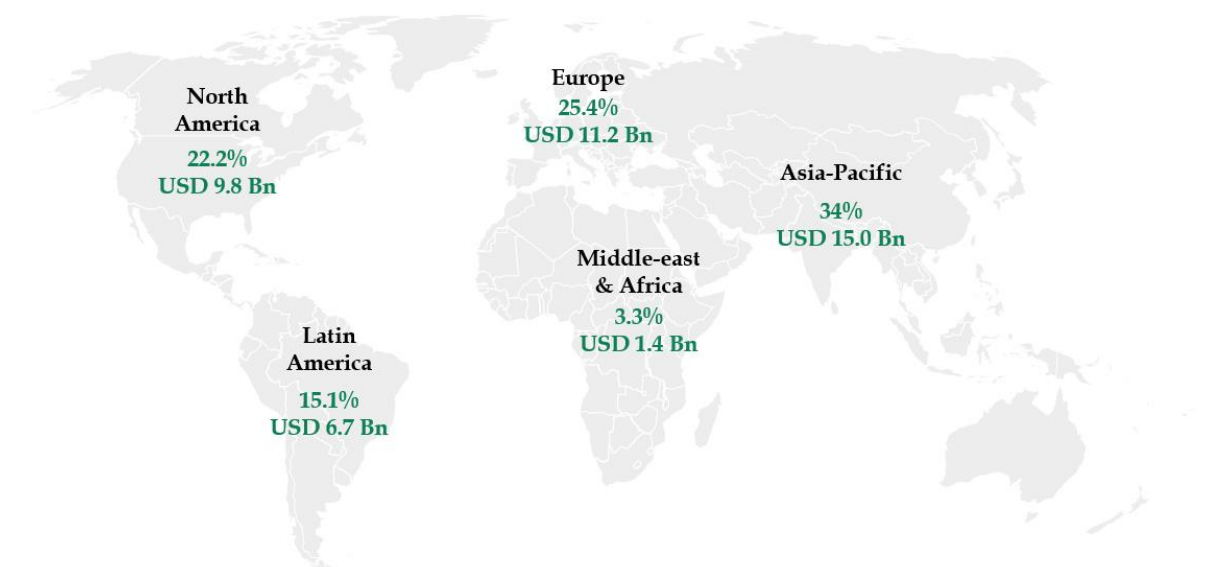 North
America
22.2%
USD 9.8 Bn
Europe
25.4%
USD 11.2 Bn
Asia-Pacific
34%
USD 15.0 Bn
Middle-east
& Africa
3.3%
USD 1.4 Bn
Latin
America
15.1%
USD 6.7 Bn